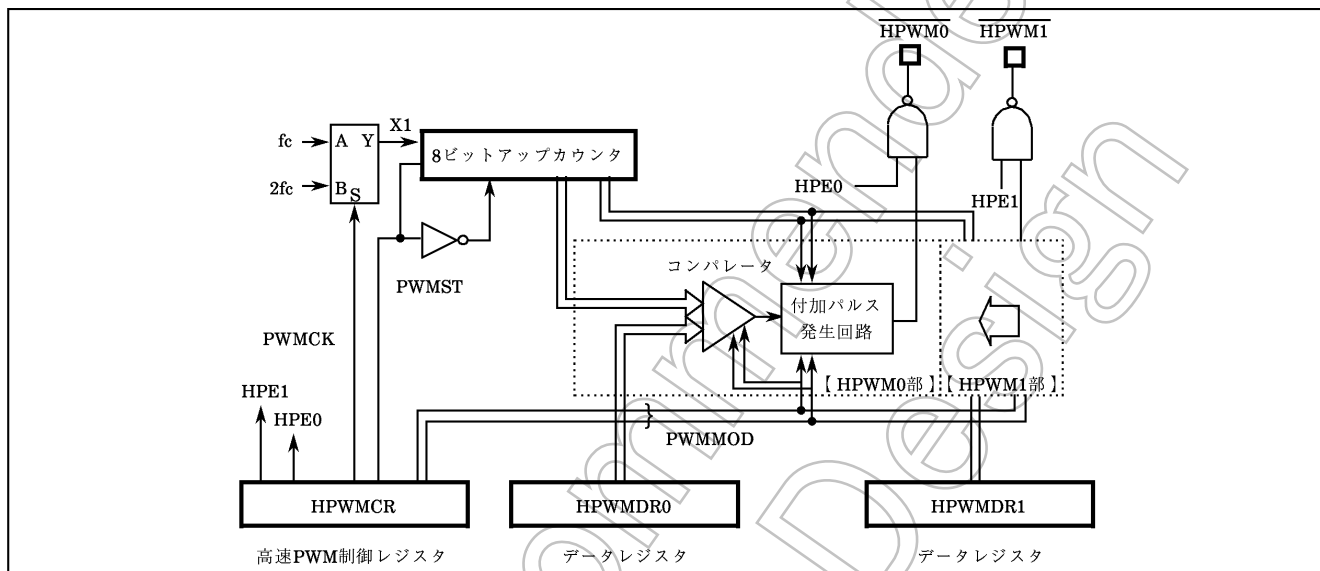 HPWM0 HPWM1
X1
fc A Y
8ビットアップカウンタ
2fc B S
HPE0
HPE1
コンパレータ
PWMST
付加パルス
発生回路
PWMCK
【HPWM0部】【HPWM1部】
HPE1
HPE0
PWMMOD
HPWMCR HPWMDR0 HPWMDR1
高速PWM制御レジスタ データレジスタ データレジスタ